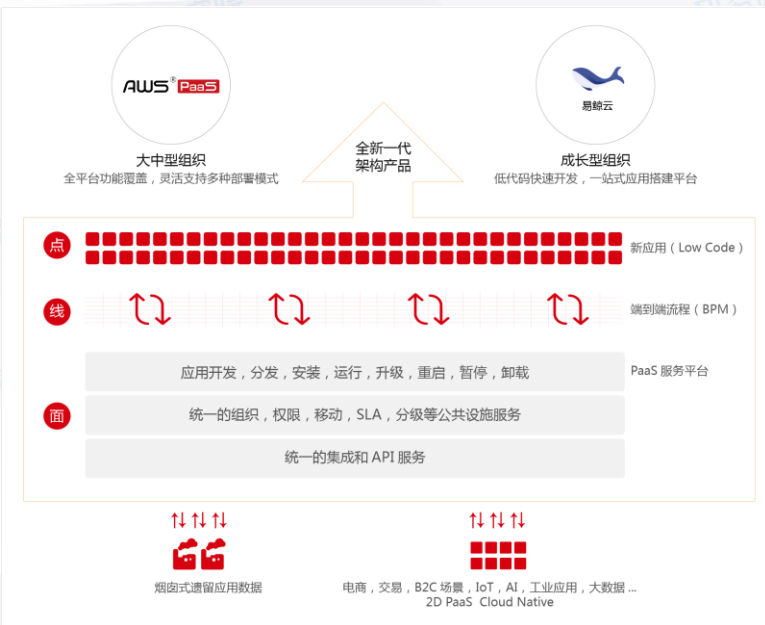 AWS® PaaS
易鲸云
大中型组织
全平台功能覆盖，灵活支持多种部署模式
全新一代
架构产品
成长型组织
低代码快速开发，一站式应用搭建平台
点
新应用（Low Code）
线
端到端流程（BPM）
面
应用开发，分发，安装，运行，升级，重启，暂停，卸载
PaaS 服务平台
统一的组织，权限，移动，SLA，分级等公共设施服务
统一的集成和 API 服务
烟囱式遗留应用数据
电商，交易，B2C 场景，IoT，AI，工业应用，大数据 ...
2D PaaS Cloud Native